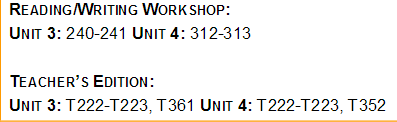 READING/WRITING WORKSHOP:
UNIT 3: 240-241 UNIT 4: 312-313
TEACHER'S EDITION:
UNIT 3: T222-T223, T361 UNIT 4: T222-T223, T352